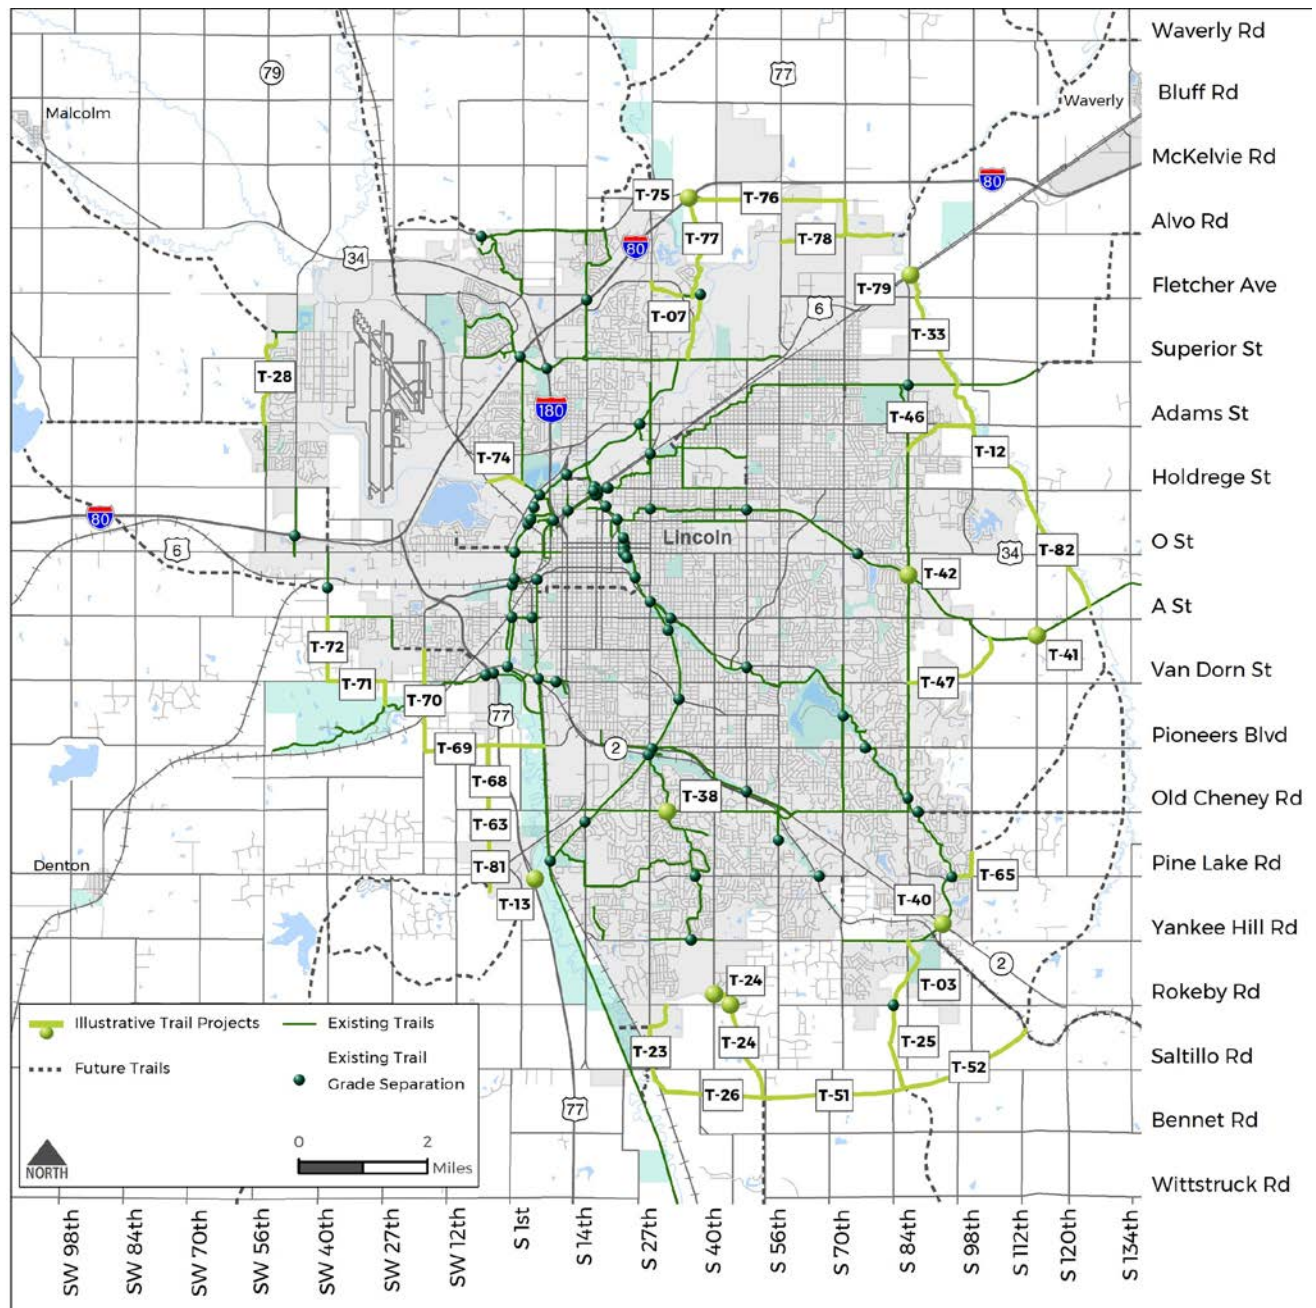 Waverly Rd
79
77
Malcolm
Waverly
Bluff Rd
McKelvie Rd
80
T-75
T-76
Alvo Rd
T-77
T-78
80
34
T-79
Fletcher Ave
6
T-07
T-33
Superior St
T-28
180
T-46
Adams St
T-12
T-74
Holdrege St
80
6
Lincoln
34
T-82
O St
T-42
A St
T-72
T-41
Van Dorn St
T-71
T-70
T-47
77
Pioneers Blvd
T-69
2
T-68
T-38
Old Cheney Rd
T-63
Denton
T-81
Pine Lake Rd
T-65
T-13
T-40
Yankee Hill Rd
2
T-24
T-03
Rokeby Rd
Illustrative Trail Projects
Existing Trails
T-23
T-24
T-25
Saltillo Rd
Future Trails
Existing Trail
Grade Separation
T-52
T-26
T-51
77
Bennet Rd
0 2
Miles
NORTH
Wittstruck Rd
SW 98th
SW 84th
SW 70th
SW 56th
SW 40th
SW 27th
SW 12th
S 1st
S 14th
S 27th
S 40th
S 56th
S 70th
S 84th
S 98th
S 112th
S 120th
S 134th